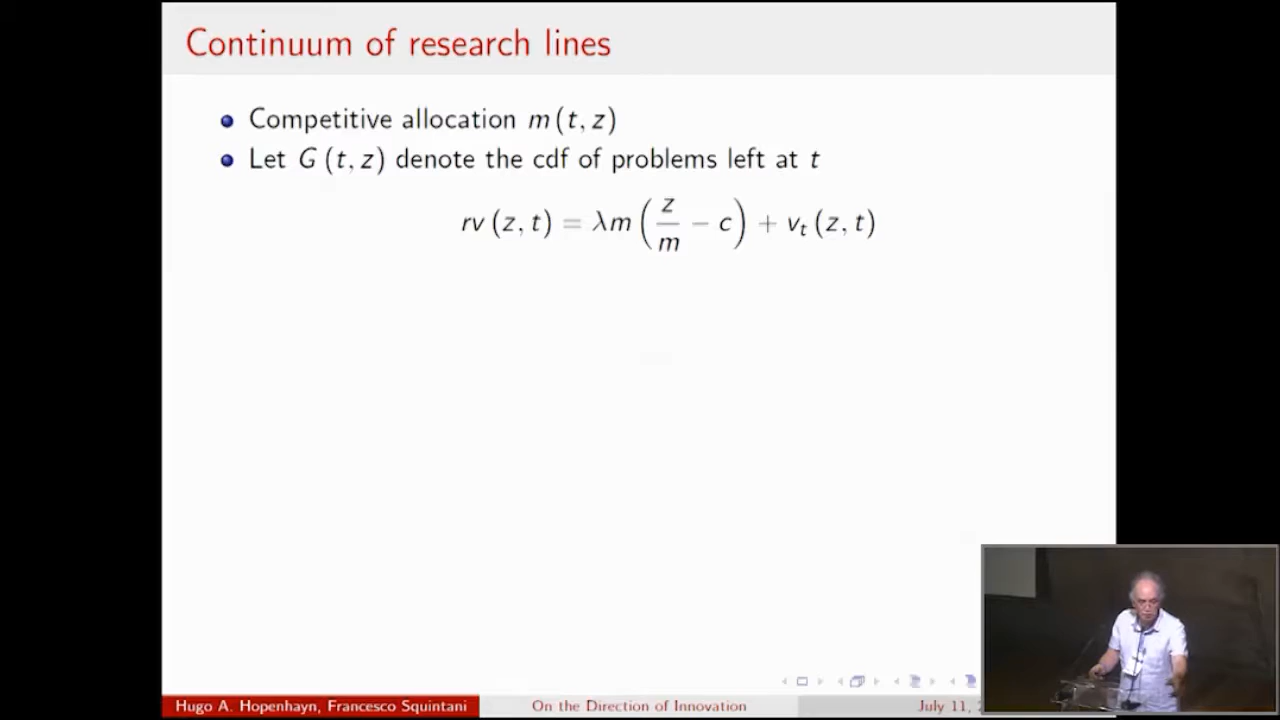 Continuum of research lines
Competitive allocation m (t, z)
Let G (t, z) denote the cdf of problems left at t
rv (z, t) = λm (z/m − c) + v_t (z, t)
Hugo A. Hopenhayn, Francesco Squintani On the Direction of Innovation July 11,